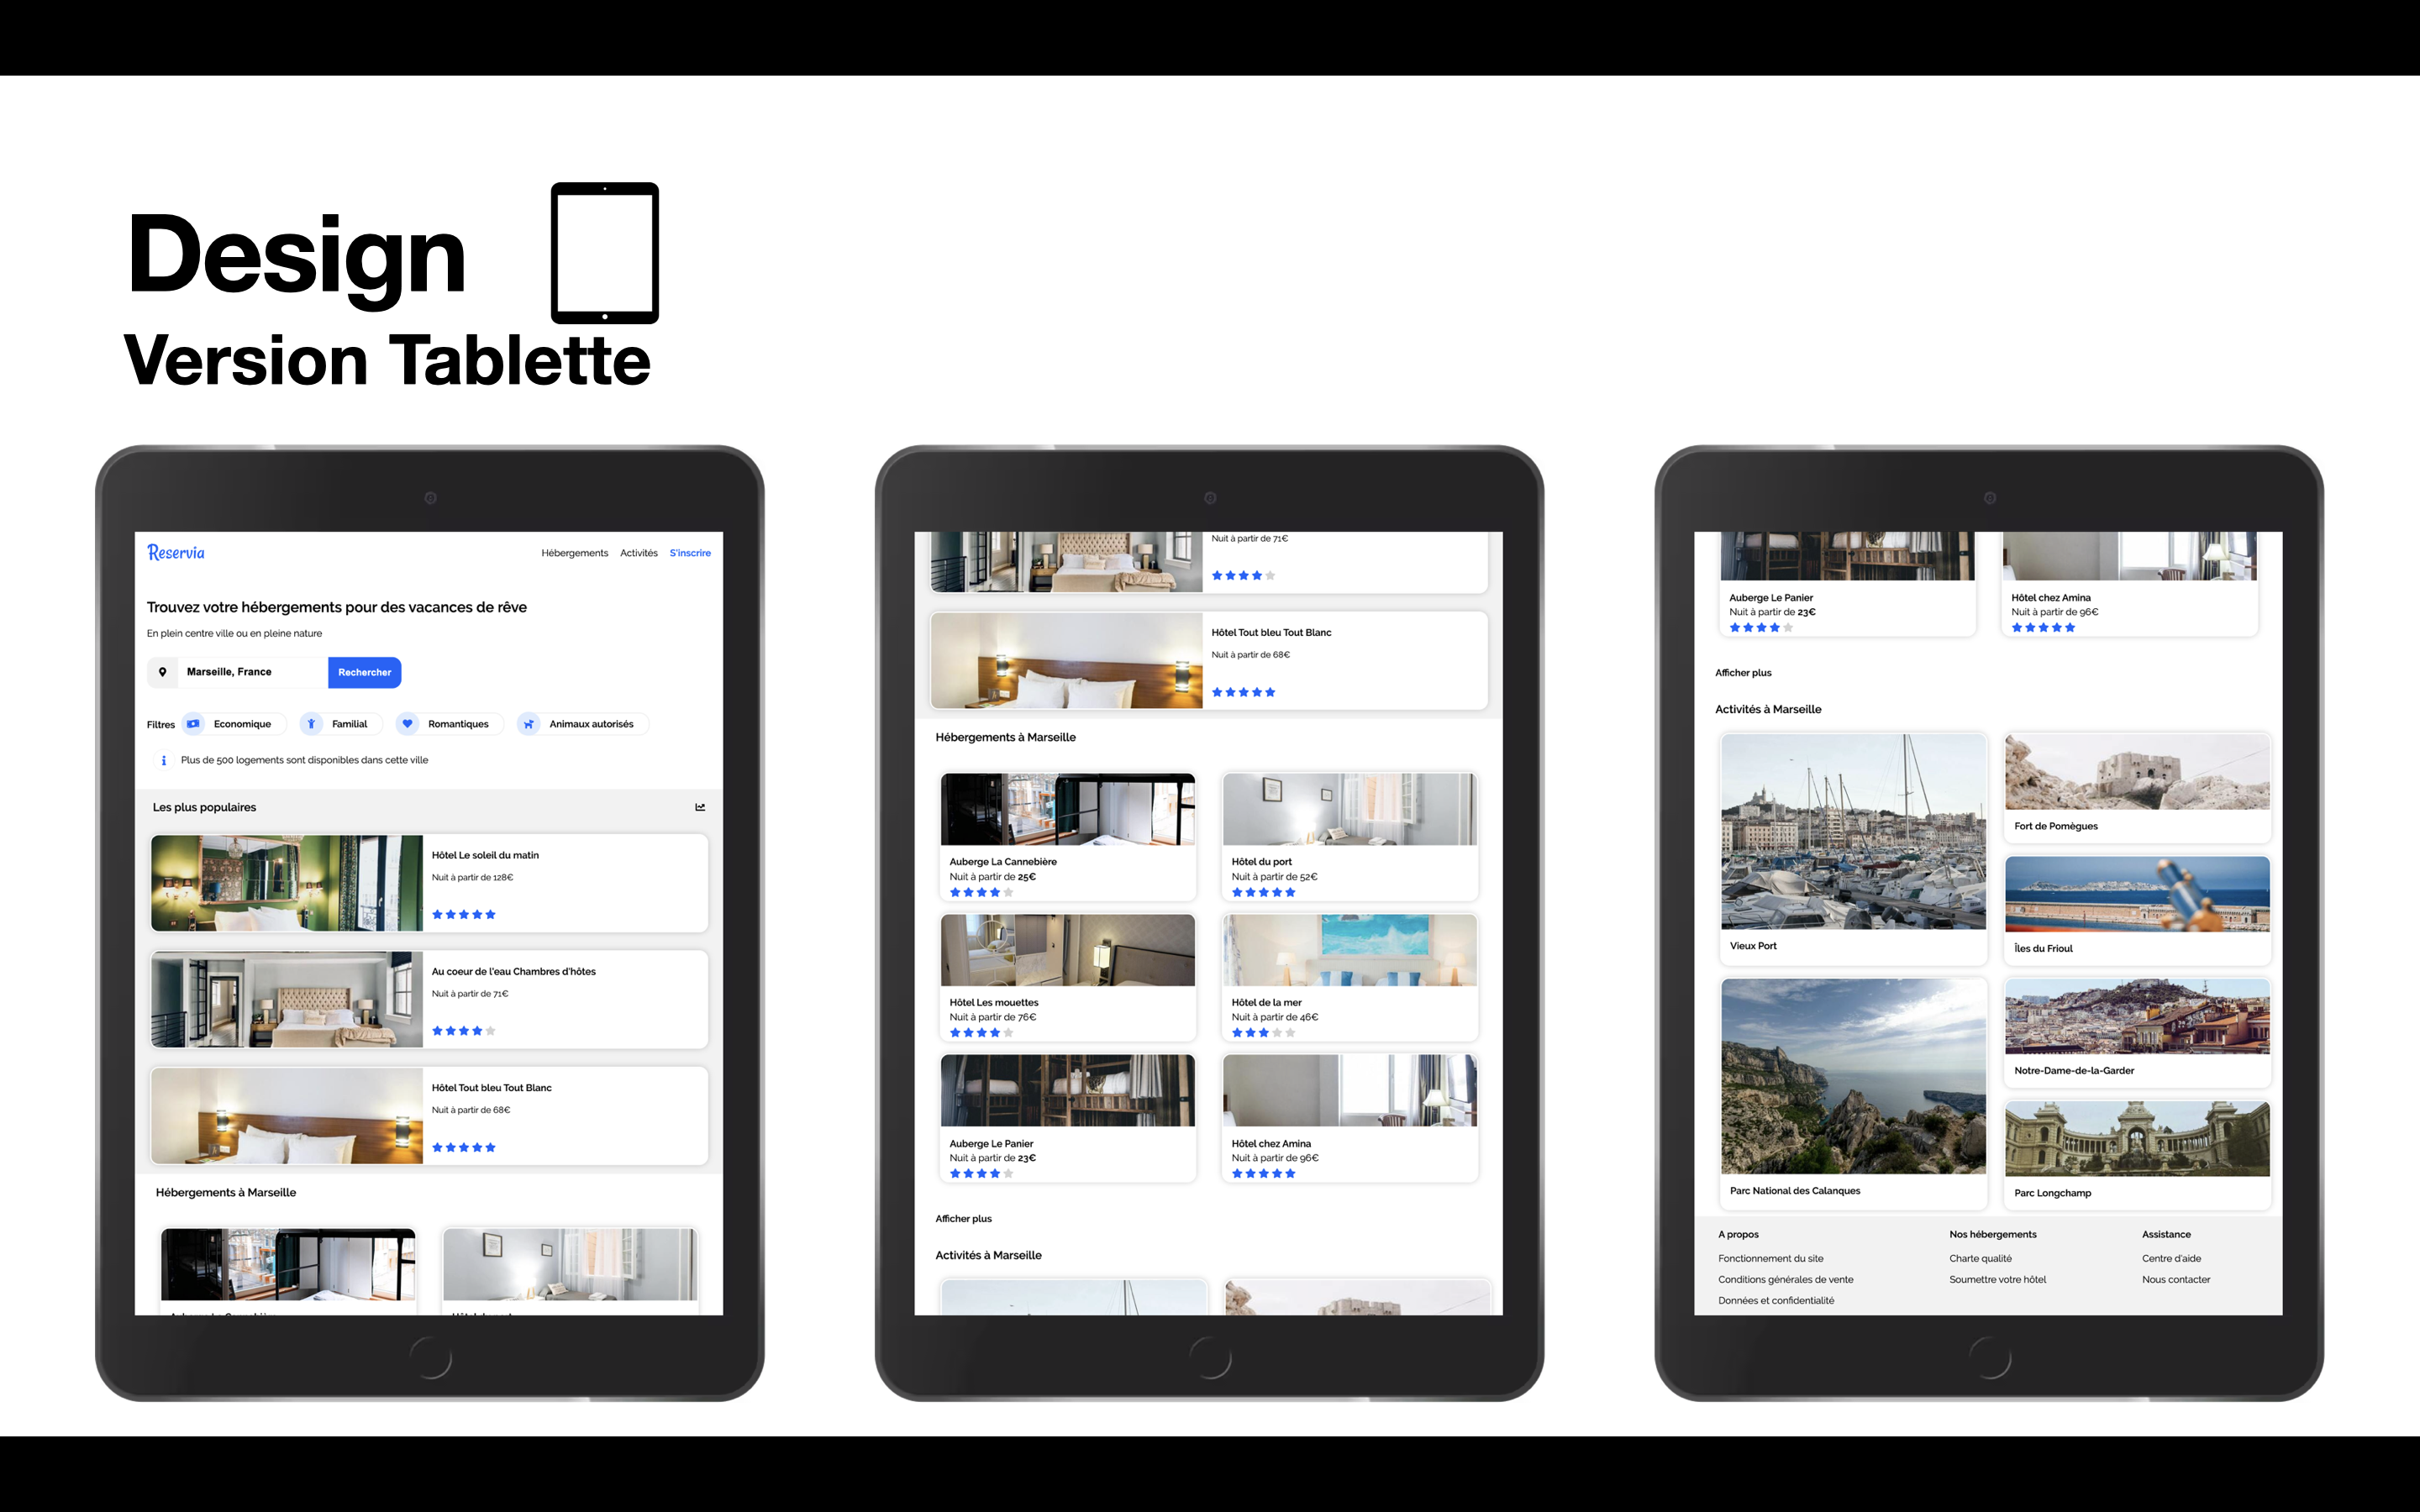 Design
Version Tablette
Reservia
Hébergements Activités S'inscrire
Trouvez votre hébergements pour des vacances de rêve
En plein centre ville ou en pleine nature
Marseille, France Rechercher
Filtres Economique Familial Romantiques Animaux autorisés
Plus de 500 logements sont disponibles dans cette ville
Les plus populaires
Hôtel Le soleil du matin
Nuit à partir de 128€
Au coeur de l'eau Chambres d'hôtes
Nuit à partir de 71€
Hôtel Tout bleu Tout Blanc
Nuit à partir de 68€
Hébergements à Marseille
Nuit à partir de 71€
Hôtel Tout bleu Tout Blanc
Nuit à partir de 68€
Hébergements à Marseille
Auberge La Cannebière
Nuit à partir de 25€
Hôtel du port
Nuit à partir de 52€
Hôtel Les mouettes
Nuit à partir de 76€
Hôtel de la mer
Nuit à partir de 46€
Auberge Le Panier
Nuit à partir de 23€
Hôtel chez Amina
Nuit à partir de 96€
Afficher plus
Activités à Marseille
Auberge Le Panier
Nuit à partir de 23€
Hôtel chez Amina
Nuit à partir de 96€
Afficher plus
Activités à Marseille
Vieux Port
Fort de Pomègues
Îles du Frioul
Parc National des Calanques
Notre-Dame-de-la-Garder
Parc Longchamp
A propos
Fonctionnement du site
Conditions générales de vente
Données et confidentialité
Nos hébergements
Charte qualité
Soumettre votre hôtel
Assistance
Centre d'aide
Nous contacter